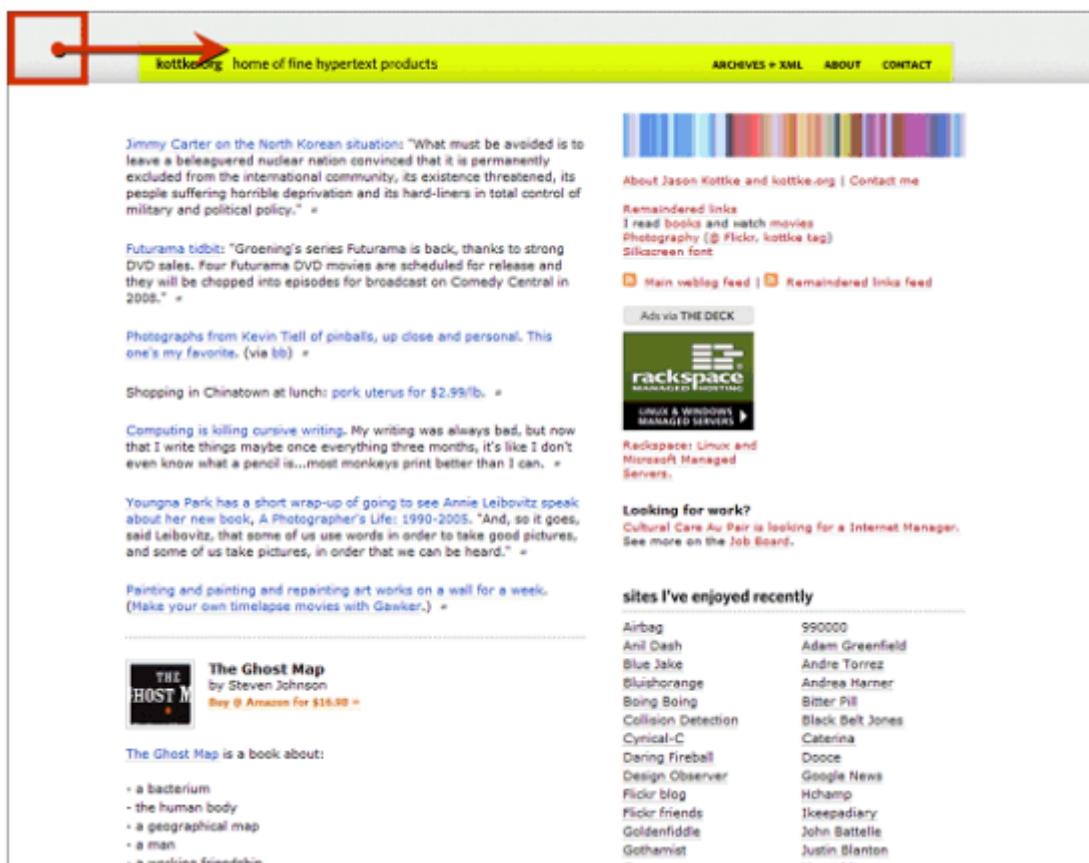 kottke.org home of fine hypertext products
ARCHIVES + XML ABOUT CONTACT
Jimmy Carter on the North Korean situation: "What must be avoided is to
leave a beleaguered nuclear nation convinced that it is permanently
excluded from the international community, its existence threatened, its
people suffering horrible deprivation and its hard-liners in total control of
military and political policy." #
Futurama tidbit: "Groening's series Futurama is back, thanks to strong
DVD sales. Four Futurama DVD movies are scheduled for release and
they will be chopped into episodes for broadcast on Comedy Central in
2008." #
Photographs from Kevin Tiell of pinballs, up close and personal. This
one's my favorite. (via bb) #
Shopping in Chinatown at lunch: pork uterus for $2.99/lb. #
Computing is killing cursive writing. My writing was always bad, but now
that I write things maybe once everything three months, it's like I don't
even know what a pencil is...most monkeys print better than I can. #
Youngna Park has a short wrap-up of going to see Annie Leibovitz speak
about her new book, A Photographer's Life: 1990-2005. "And, so it goes,
said Leibovitz, that some of us use words in order to take good pictures,
and some of us take pictures, in order that we can be heard." #
Painting and painting and repainting art works on a wall for a week.
(Make your own timelapse movies with Gawker.) #
THE
HOST M
The Ghost Map
by Steven Johnson
Buy @ Amazon for $16.98 »
The Ghost Map is a book about:
- a bacterium
- the human body
- a geographical map
- a man
- a working friendship
About Jason Kottke and kottke.org | Contact me
Remaindered links
I read books and watch movies
Photography (@ Flickr, kottke tag)
Silkscreen font
Main weblog feed | Remaindered links feed
Ads via THE DECK
rackspace
MANAGED HOSTING
LINUX & WINDOWS
MANAGED SERVERS
Rackspace: Linux and
Microsoft Managed
Servers.
Looking for work?
Cultural Care Au Pair is looking for a Internet Manager.
See more on the Job Board.
sites I've enjoyed recently
Airbag
Anil Dash
Blue Jake
Bluishorange
Boing Boing
Collision Detection
Cynical-C
Daring Fireball
Design Observer
Flickr blog
Flickr friends
Goldenfiddle
Gothamist
990000
Adam Greenfield
Andre Torrez
Andrea Harner
Bitter Pill
Black Belt Jones
Caterina
Dooce
Google News
Hchamp
Ikeepadiary
John Battelle
Justin Blanton